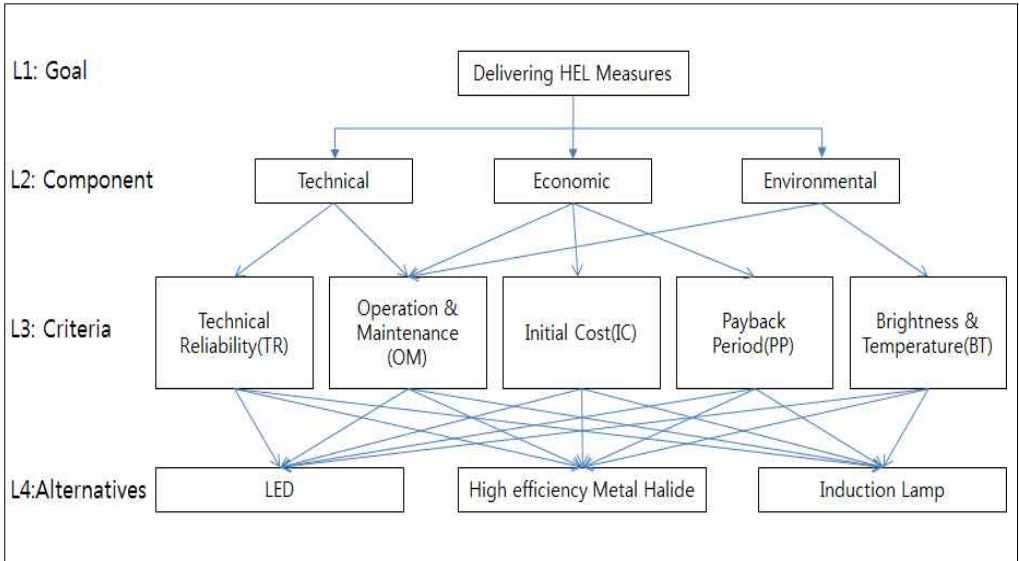 L1: Goal
Delivering HEL Measures
L2: Component
Technical
Economic
Environmental
L3: Criteria
Technical
Reliability(TR)
Operation &
Maintenance
(OM)
Initial Cost(IC)
Payback
Period(PP)
Brightness &
Temperature(BT)
L4:Alternatives
LED
High efficiency Metal Halide
Induction Lamp